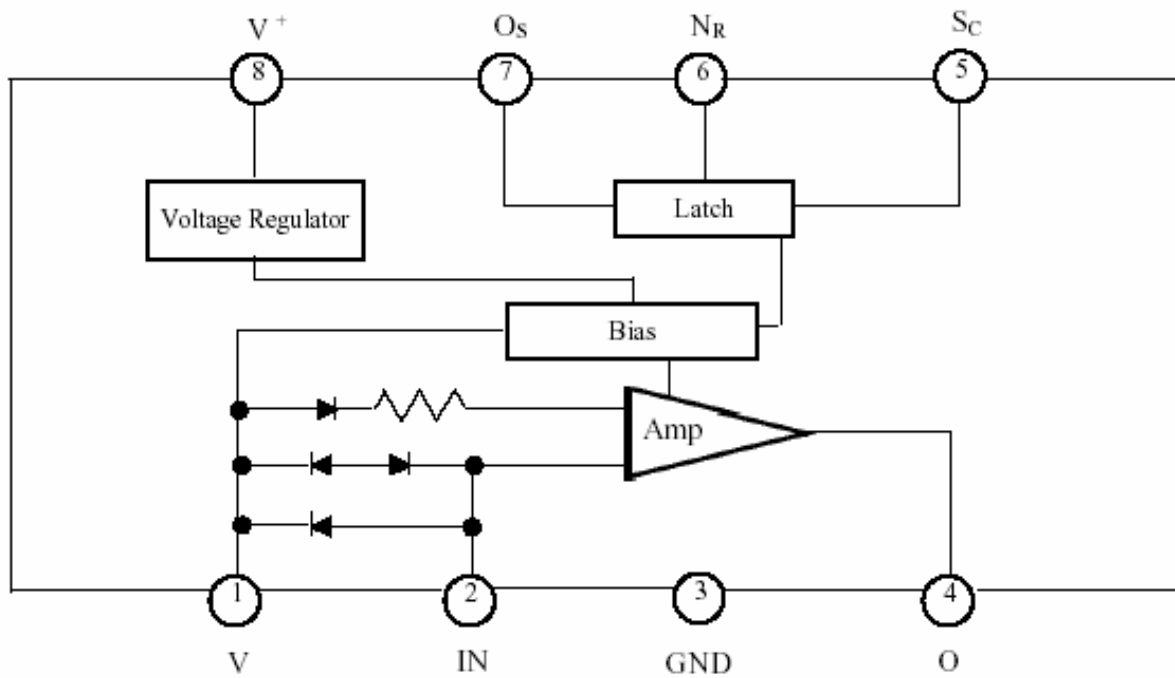 V + OS NR SC
8 7 6 5
Voltage Regulator
Latch
Bias
Amp
1 2 3 4
V IN GND O